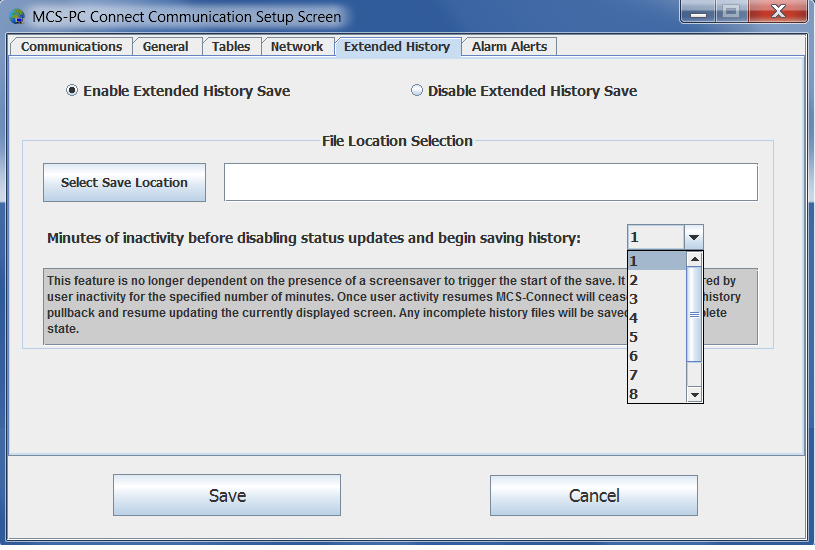 MCS-PC Connect Communication Setup Screen
Communications General Tables Network Extended History Alarm Alerts
Enable Extended History Save Disable Extended History Save
File Location Selection
Select Save Location
Minutes of inactivity before disabling status updates and begin saving history: 1
1
This feature is no longer dependent on the presence of a screensaver to trigger the start of the save. It red by
2
user inactivity for the specified number of minutes. Once user activity resumes MCS-Connect will ceas history
3
pullback and resume updating the currently displayed screen. Any incomplete history files will be save plete
4
state.
5
6
7
8
Save Cancel